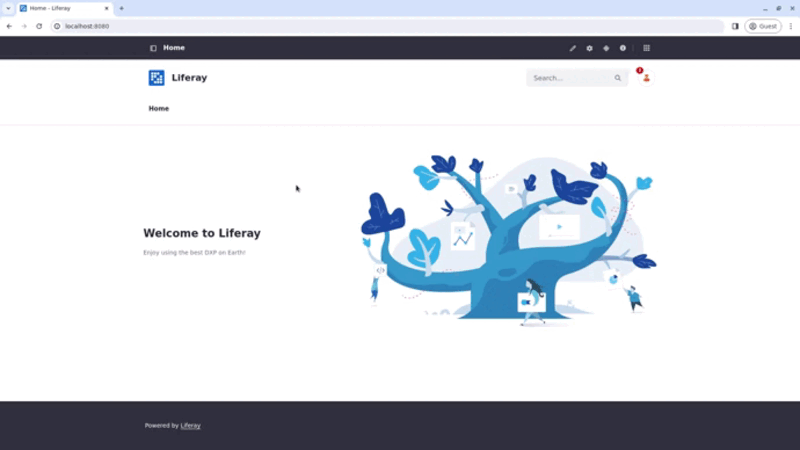 Home - Liferay
localhost:8080
Guest
Home
Liferay
Search...
Home
Welcome to Liferay
Enjoy using the best DXP on Earth!
Powered by Liferay